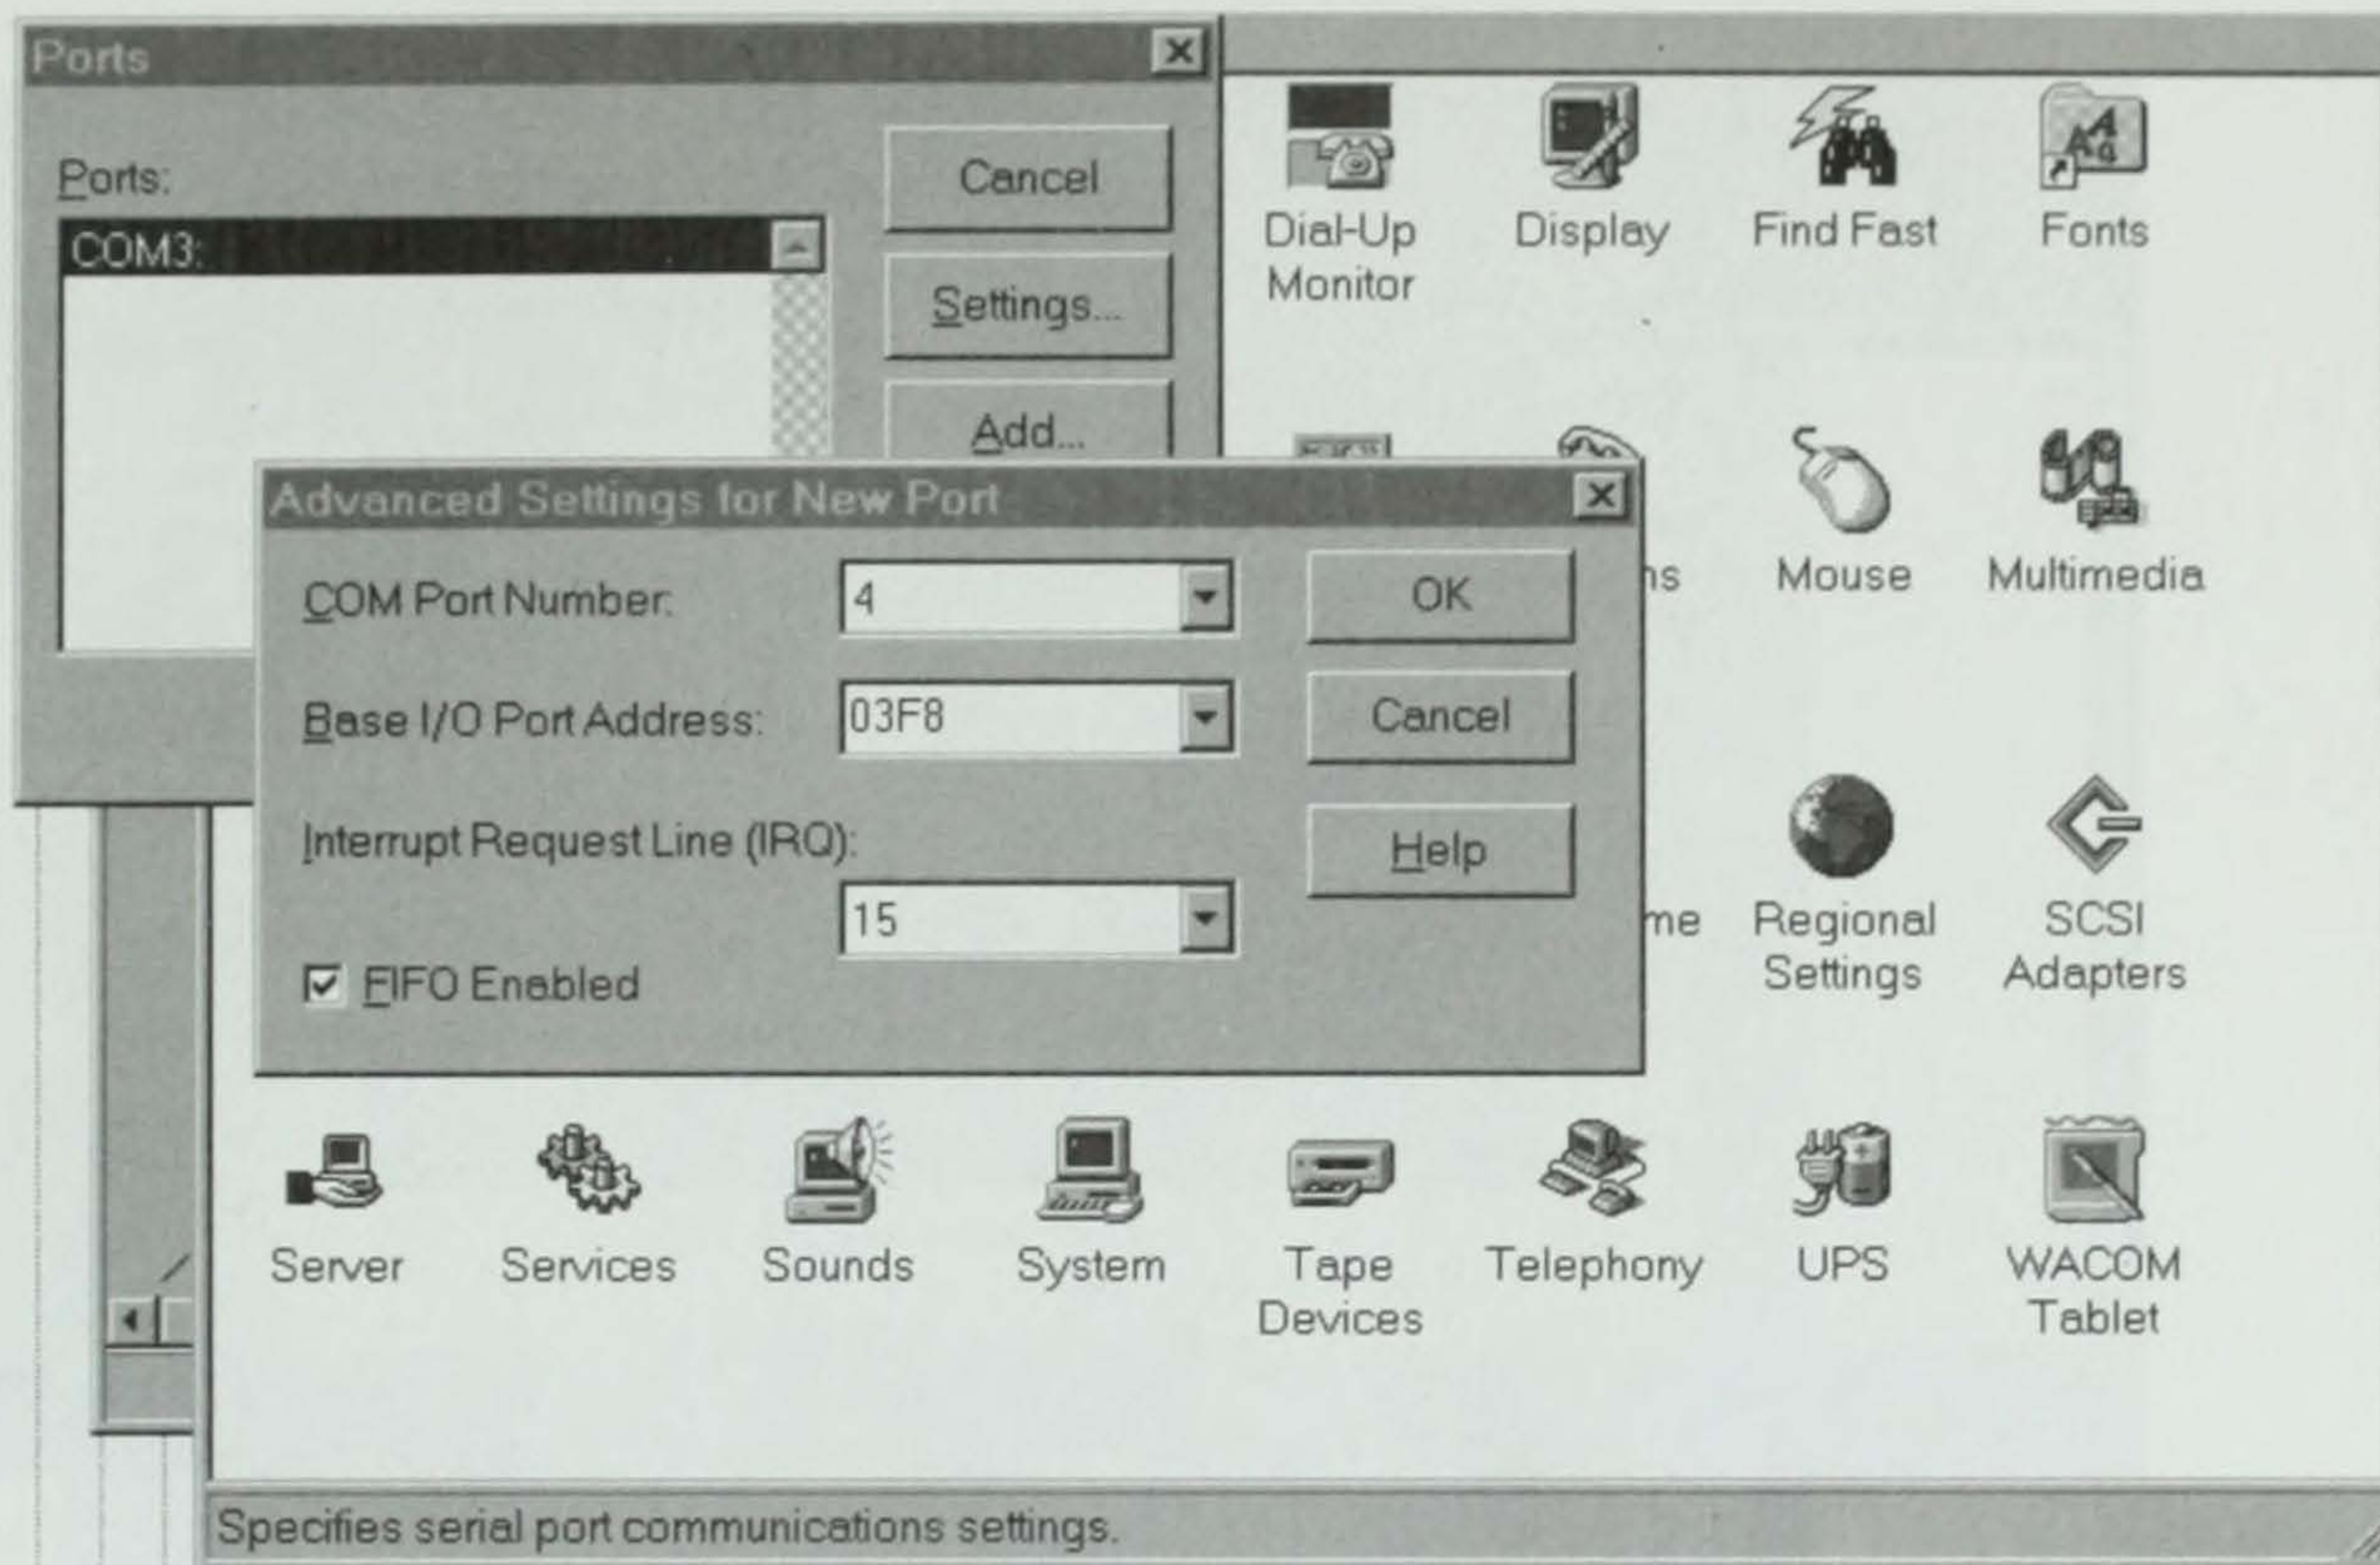 Ports
Ports:
COM3:
Cancel
Settings...
Add...
Advanced Settings for New Port
COM Port Number:
4
OK
Base I/O Port Address:
03F8
Cancel
Interrupt Request Line (IRQ):
15
Help
FIFO Enabled
Dial-Up
Monitor
Display
Find Fast
Fonts
ns
Mouse
Multimedia
me
Regional
Settings
SCSI
Adapters
Server
Services
Sounds
System
Tape
Devices
Telephony
UPS
WACOM
Tablet
Specifies serial port communications settings.